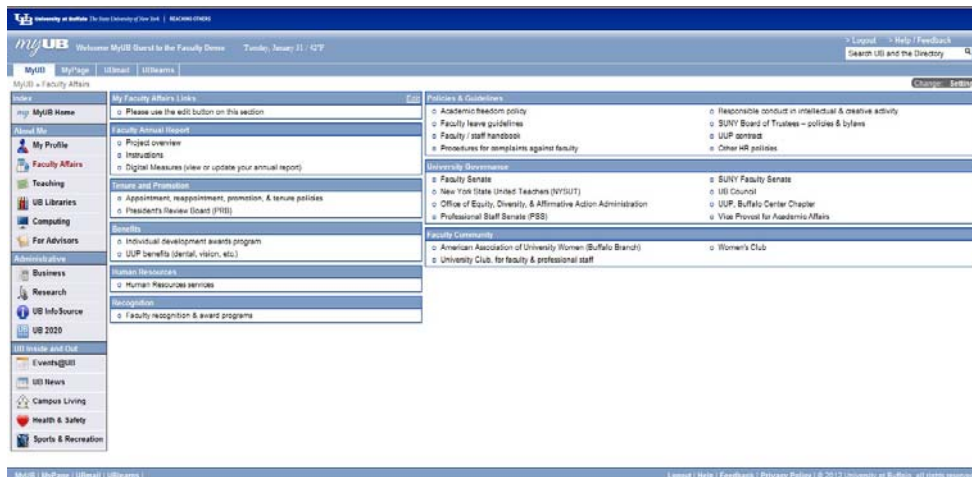 University at Buffalo The State University of New York | REACHING OTHERS
myUB Welcome MyUB Guest to the Faculty Demo Tuesday, January 31 / 42°F
> Logout > Help / Feedback
Search UB and the Directory
MyUB MyPage UBmail UBlearns
MyUB » Faculty Affairs
Change: Settin
Index
my MyUB Home
About Me
My Profile
Faculty Affairs
Teaching
UB Libraries
Computing
For Advisors
Administrative
Business
Research
UB InfoSource
UB 2020
UB Inside and Out
Events@UB
UB News
Campus Living
Health & Safety
Sports & Recreation
My Faculty Affairs Links Edit
Please use the edit button on this section
Faculty Annual Report
Project overview
Instructions
Digital Measures (view or update your annual report)
Tenure and Promotion
Appointment, reappointment, promotion, & tenure policies
President's Review Board (PRB)
Benefits
Individual development awards program
UUP benefits (dental, vision, etc.)
Human Resources
Human Resources services
Recognition
Faculty recognition & award programs
Policies & Guidelines
Academic freedom policy
Faculty leave guidelines
Faculty / staff handbook
Procedures for complaints against faculty
Responsible conduct in intellectual & creative activity
SUNY Board of Trustees – policies & bylaws
UUP contract
Other HR policies
University Governance
Faculty Senate
New York State United Teachers (NYSUT)
Office of Equity, Diversity, & Affirmative Action Administration
Professional Staff Senate (PSS)
SUNY Faculty Senate
UB Council
UUP, Buffalo Center Chapter
Vice Provost for Academic Affairs
Faculty Community
American Association of University Women (Buffalo Branch)
University Club, for faculty & professional staff
Women's Club
MyUB | MyPage | UBmail | UBlearns |
Logout | Help / Feedback | Privacy Policy | © 2012 University at Buffalo, all rights reserved